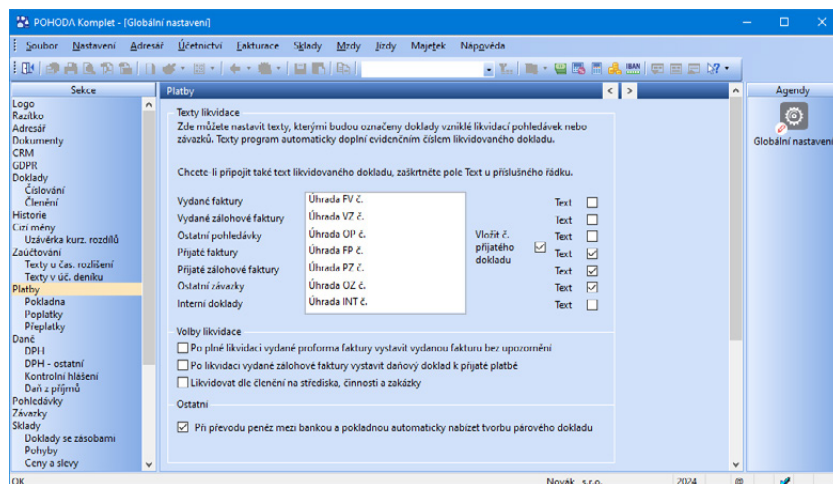 POHODA Komplet - [Globální nastavení]
Soubor Nastavení Adresář Účetnictví Fakturace Sklady Mzdy Jízdy Majetek Nápověda
IBAN
Sekce
Logo
Razítko
Adresář
Dokumenty
CRM
GDPR
Doklady
Číslování
Členění
Historie
Cizí měny
Uzávěrka kurz. rozdílů
Zaúčtování
Texty u čas. rozlišení
Texty v úč. deníku
Platby
Pokladna
Poplatky
Přeplatky
Daně
DPH
DPH - ostatní
Kontrolní hlášení
Daň z příjmů
Pohledávky
Závazky
Sklady
Doklady se zásobami
Pohyby
Ceny a slevy
Platby
Texty likvidace
Zde můžete nastavit texty, kterými budou označeny doklady vzniklé likvidací pohledávek nebo
závazků. Texty program automaticky doplní evidenčním číslem likvidovaného dokladu.
Chcete-li připojit také text likvidovaného dokladu, zaškrtněte pole Text u příslušného řádku.
Vydané faktury Úhrada FV č. Text
Vydané zálohové faktury Úhrada VZ č. Text
Ostatní pohledávky Úhrada OP č. Text
Přijaté faktury Úhrada FP č. Text
Přijaté zálohové faktury Úhrada PZ č. Text
Ostatní závazky Úhrada OZ č. Text
Interní doklady Úhrada INT č. Text
Vložit č.
přijatého
dokladu
Volby likvidace
Po plné likvidaci vydané proforma faktury vystavit vydanou fakturu bez upozornění
Po likvidaci vydané zálohové faktury vystavit daňový doklad k přijaté platbě
Likvidovat dle členění na střediska, činnosti a zakázky
Ostatní
Při převodu peněz mezi bankou a pokladnou automaticky nabízet tvorbu párového dokladu
Agendy
Globální nastavení
OK Novák s.r.o. 2024 @